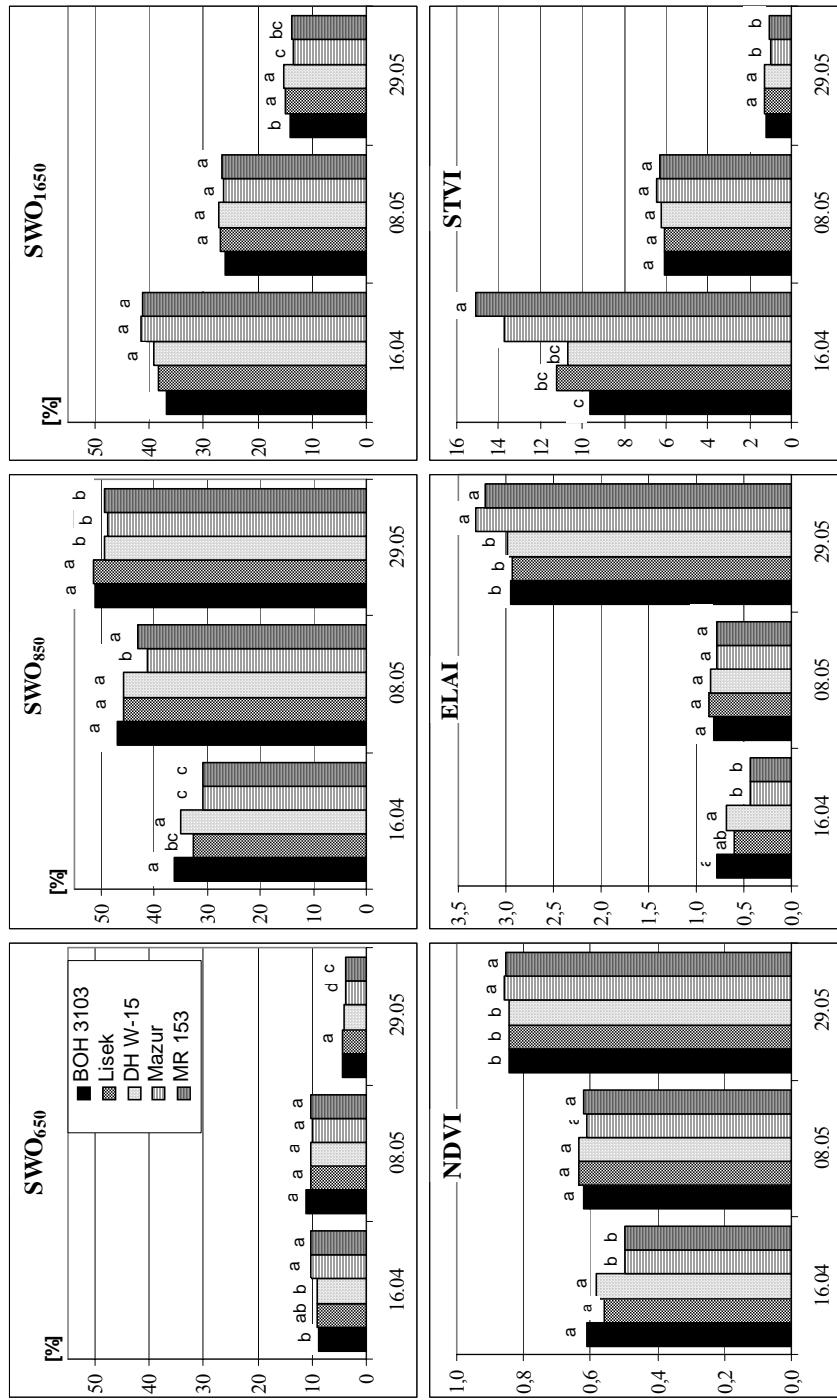 SWO650
[%]
50
40
30
20
10
0
BOH 3103
Lisek
DH W-15
Mazur
MR 153
b ab b a a
a a a a a
a d c
16.04 08.05 29.05
SWO850
[%]
50
40
30
20
10
0
a bc a c c
a a a b a
a a b b b
16.04 08.05 29.05
SWO1650
[%]
50
40
30
20
10
0
a a a
a a a a
b a a c bc
16.04 08.05 29.05
NDVI
1,0
0,8
0,6
0,4
0,2
0,0
a a a b b
a a a a
b b b a a
16.04 08.05 29.05
ELAI
3,5
3,0
2,5
2,0
1,5
1,0
0,5
0,0
ab a b b
a a a a a
b b b a a
16.04 08.05 29.05
STVI
16
14
12
10
8
6
4
2
0
c bc bc a
a a a a a
a a b b
16.04 08.05 29.05